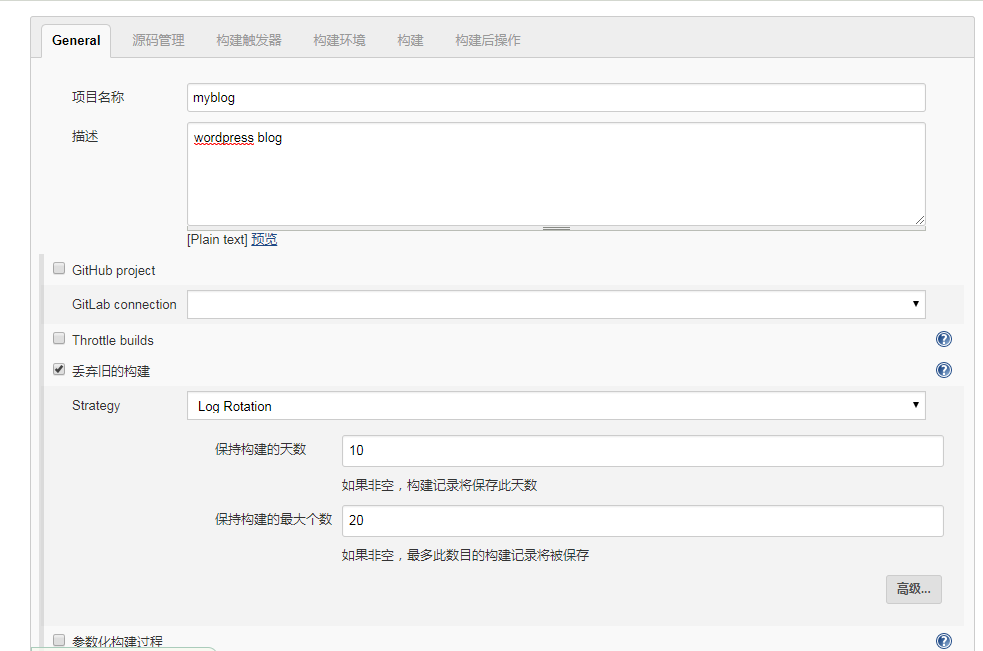 General 源码管理 构建触发器 构建环境 构建 构建后操作
项目名称 myblog
描述 wordpress blog
[Plain text] 预览
GitHub project
GitLab connection
Throttle builds
丢弃旧的构建
Strategy Log Rotation
保持构建的天数 10
如果非空，构建记录将保存此天数
保持构建的最大个数 20
如果非空，最多此数目的构建记录将被保存
高级...
参数化构建过程